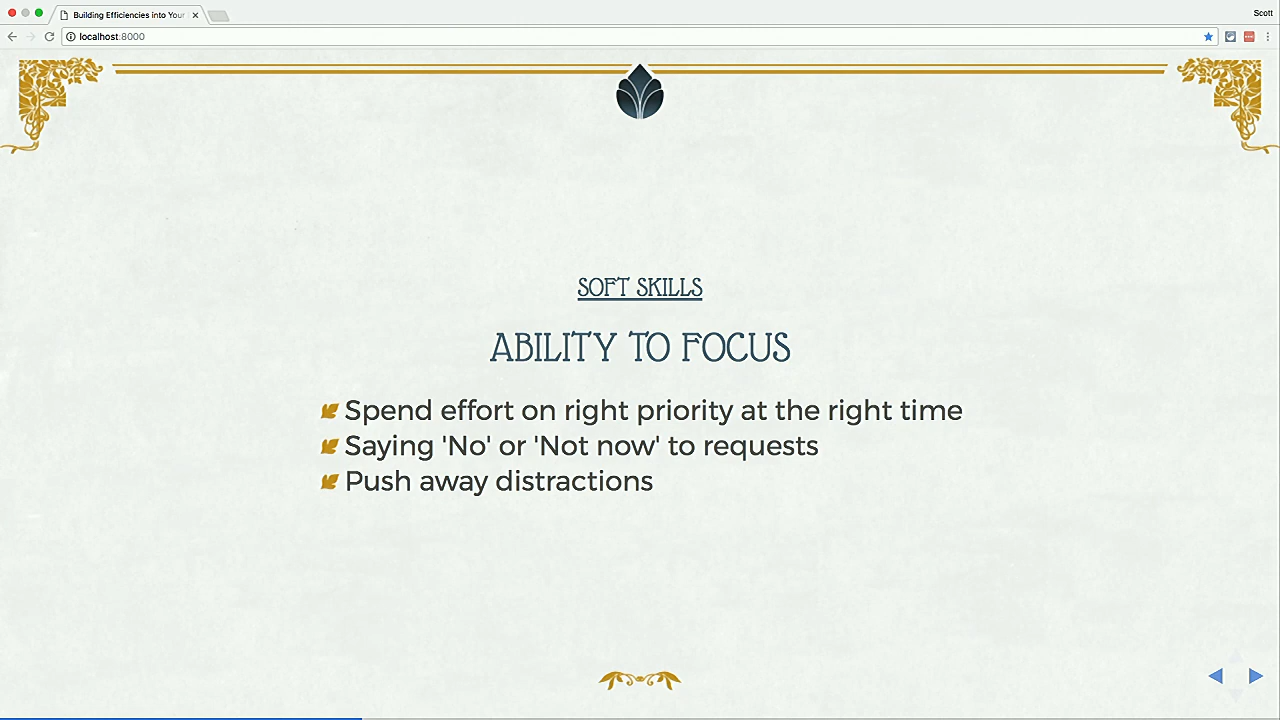 Building Efficiencies into Your
Scott
localhost:8000
SOFT SKILLS
ABILITY TO FOCUS
Spend effort on right priority at the right time
Saying 'No' or 'Not now' to requests
Push away distractions